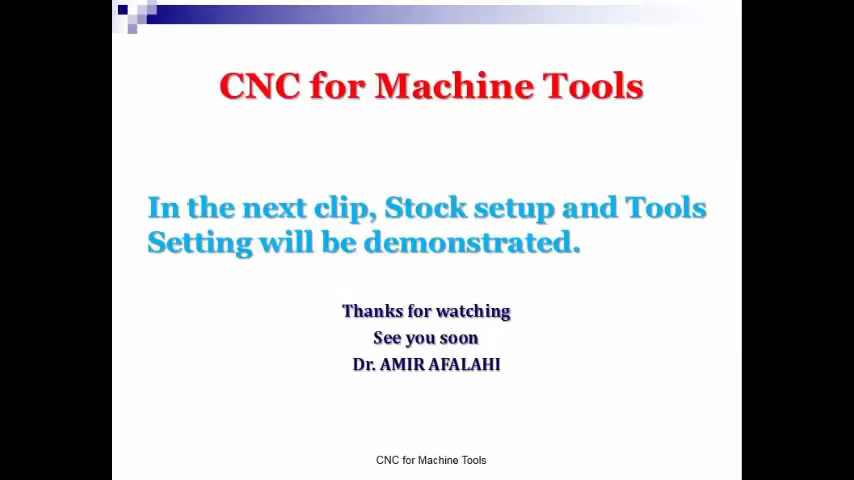 CNC for Machine Tools
In the next clip, Stock setup and Tools
Setting will be demonstrated.
Thanks for watching
See you soon
Dr. AMIR AFALAHI
CNC for Machine Tools